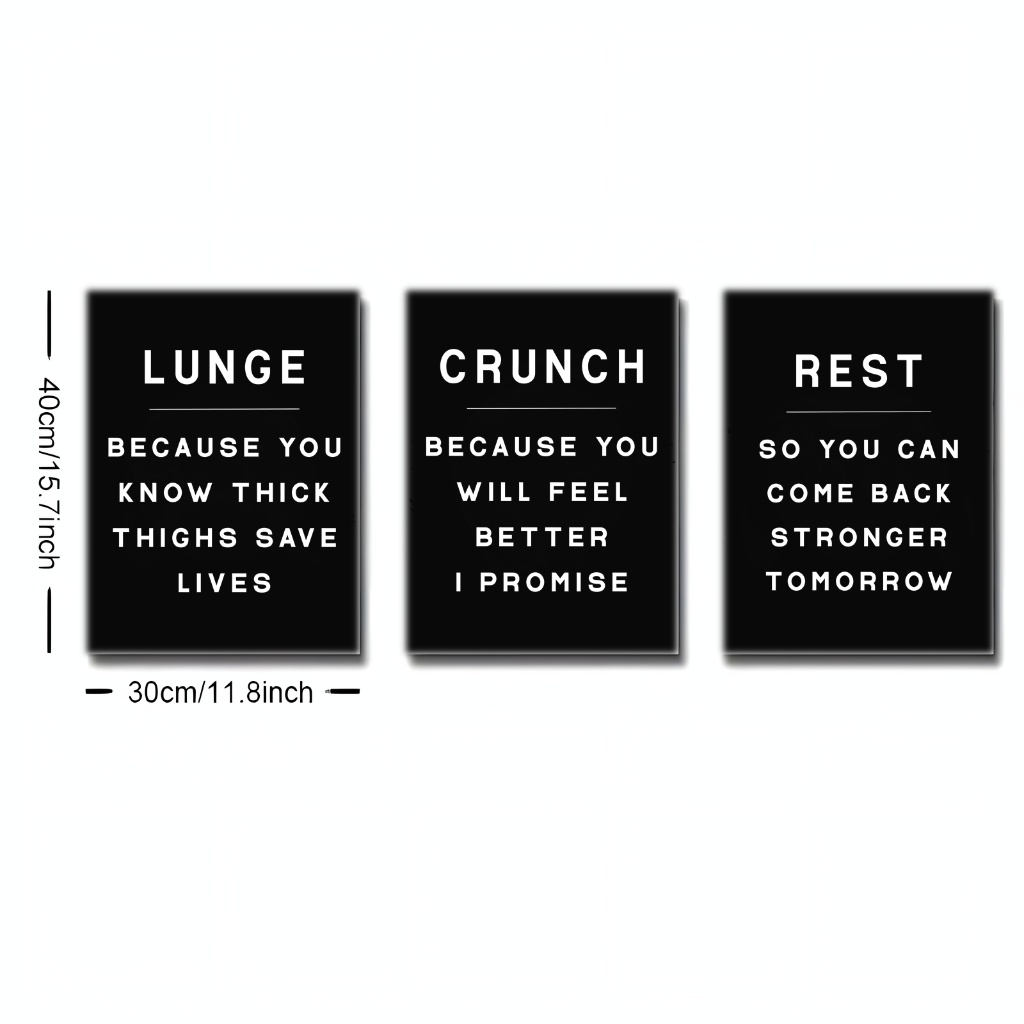 LUNGE
BECAUSE YOU
KNOW THICK
THIGHS SAVE
LIVES
CRUNCH
BECAUSE YOU
WILL FEEL
BETTER
I PROMISE
REST
SO YOU CAN
COME BACK
STRONGER
TOMORROW
40cm/15.7inch
30cm/11.8inch